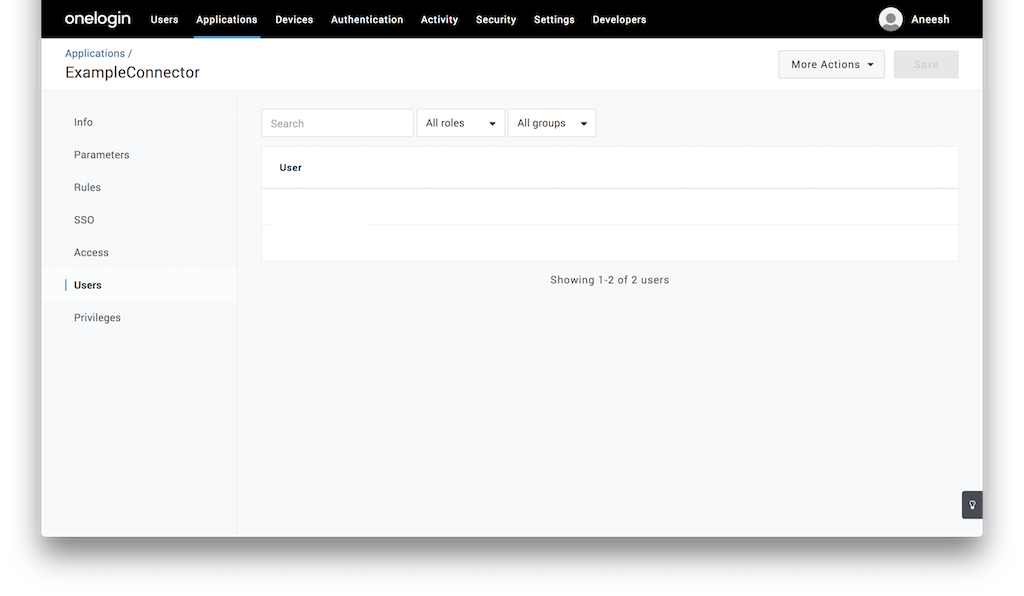 onelogin Users Applications Devices Authentication Activity Security Settings Developers Aneesh
Applications /
ExampleConnector
More Actions Save
Info
Parameters
Rules
SSO
Access
Users
Privileges
Search All roles All groups
User
Showing 1-2 of 2 users